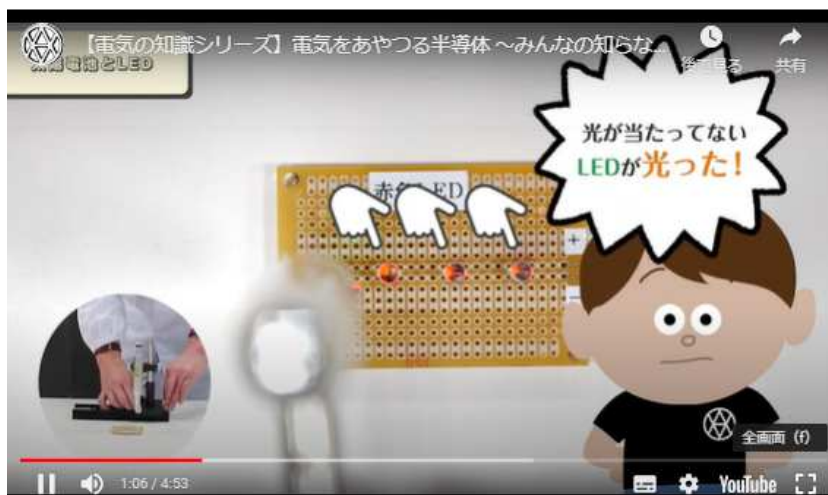 【電気の知識シリーズ】電気をあやつる半導体 ～みんなの知らな...
後で見る
共有
電池とLED
光が当たってない
LEDが光った！
赤色LED
+
全画面 (f)
1:06 / 4:53
YouTube